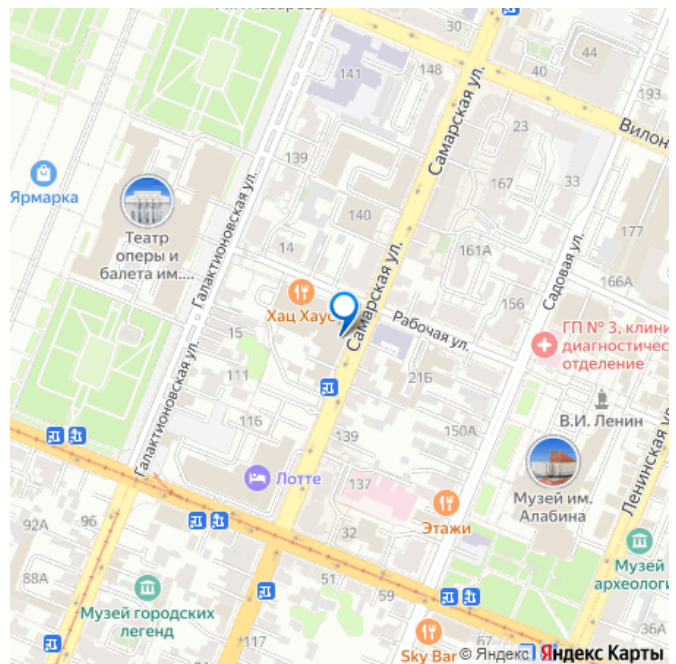 30
44
141
148
40
193
Самарская ул.
23
Вилон
139
167
33
Ярмарка
Театр
оперы и
балета им....
Галактионовская ул.
140
177
14
161А
Садовая ул.
166А
Хац Хаус
Самарская ул.
156
Рабочая ул.
ГП № 3, клини
диагностичес
отделение
15
111
21Б
В.И. Ленин
Галактионовская ул.
116
139
150А
Ленинская ул
Лотте
137
Музей им.
Алабина
92А
96
32
Этажи
88А
51
59
Музей
археологи
Музей городских
легенд
117
36А
Sky Bar
67
© Яндекс
Яндекс Карты